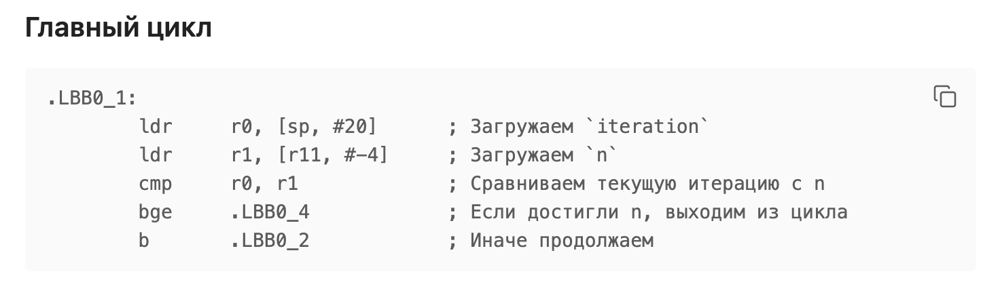 Главный цикл
.LBB0_1:
ldr r0, [sp, #20] ; Загружаем `iteration`
ldr r1, [r11, #-4] ; Загружаем `n`
cmp r0, r1 ; Сравниваем текущую итерацию с n
bge .LBB0_4 ; Если достигли n, выходим из цикла
b .LBB0_2 ; Иначе продолжаем